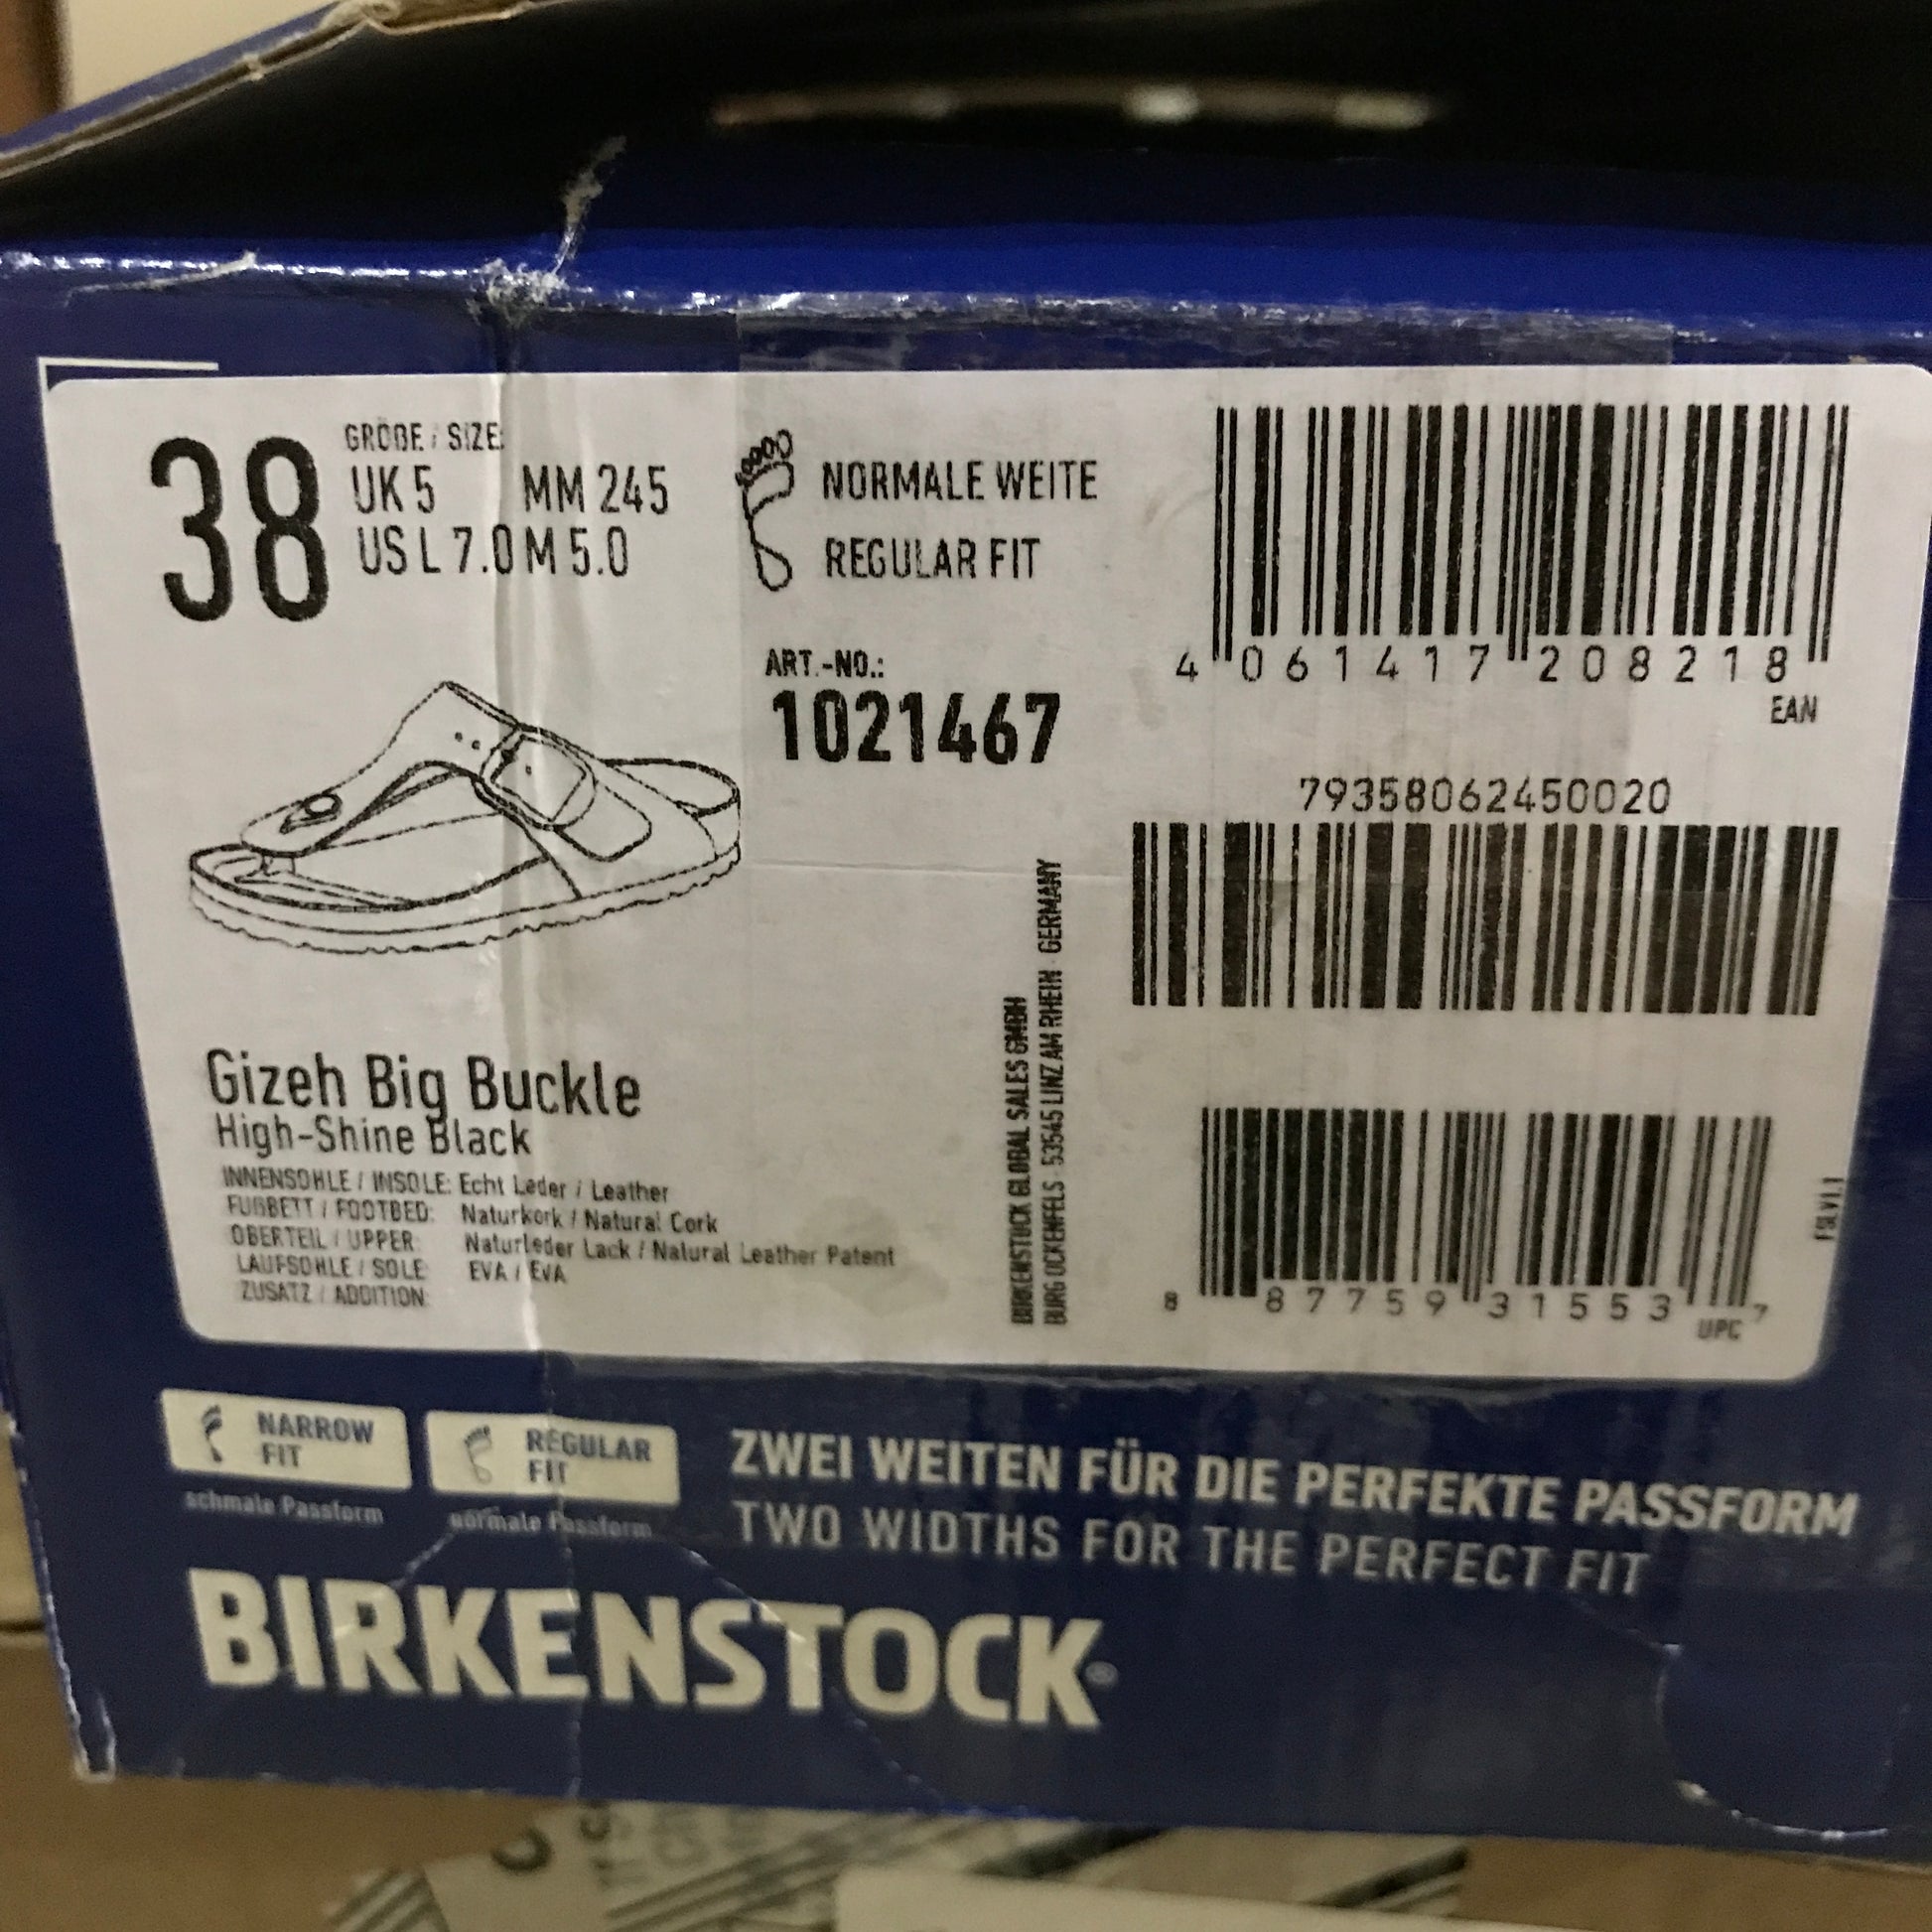 38
GRÖßE / SIZE:
UK 5 MM 245
US L 7.0 M 5.0
NORMALE WEITE
REGULAR FIT
ART.-NO.:
1021467
4 061417 208218
EAN
79358062450020
Gizeh Big Buckle
High-Shine Black
INNENSOHLE / INSOLE: Echt Leder / Leather
FUßBETT / FOOTBED: Naturkork / Natural Cork
OBERTEIL / UPPER: Naturleder Lack / Natural Leather Patent
LAUFSOHLE / SOLE: EVA / EVA
ZUSATZ / ADDITION:
BIRKENSTOCK GLOBAL SALES GMBH
BURG OCKENFELS · 53545 LINZ AM RHEIN · GERMANY
8 87759 31553 7
UPC
FSLV1.1
NARROW
FIT
schmale Passform
REGULAR
FIT
normale Passform
ZWEI WEITEN FÜR DIE PERFEKTE PASSFORM
TWO WIDTHS FOR THE PERFECT FIT
BIRKENSTOCK®